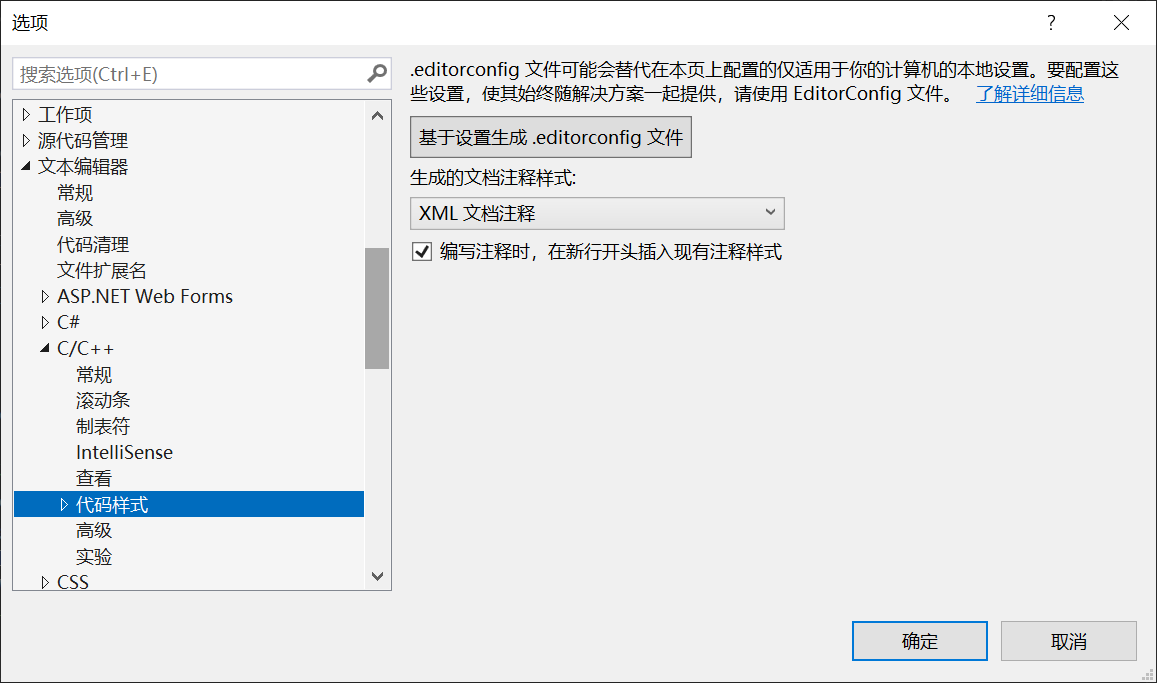 选项
?
搜索选项(Ctrl+E)
工作项
源代码管理
文本编辑器
常规
高级
代码清理
文件扩展名
ASP.NET Web Forms
C#
C/C++
常规
滚动条
制表符
IntelliSense
查看
代码样式
高级
实验
CSS
.editorconfig 文件可能会替代在本页上配置的仅适用于你的计算机的本地设置。要配置这
些设置，使其始终随解决方案一起提供，请使用 EditorConfig 文件。 了解详细信息
基于设置生成 .editorconfig 文件
生成的文档注释样式:
XML 文档注释
编写注释时，在新行开头插入现有注释样式
确定
取消